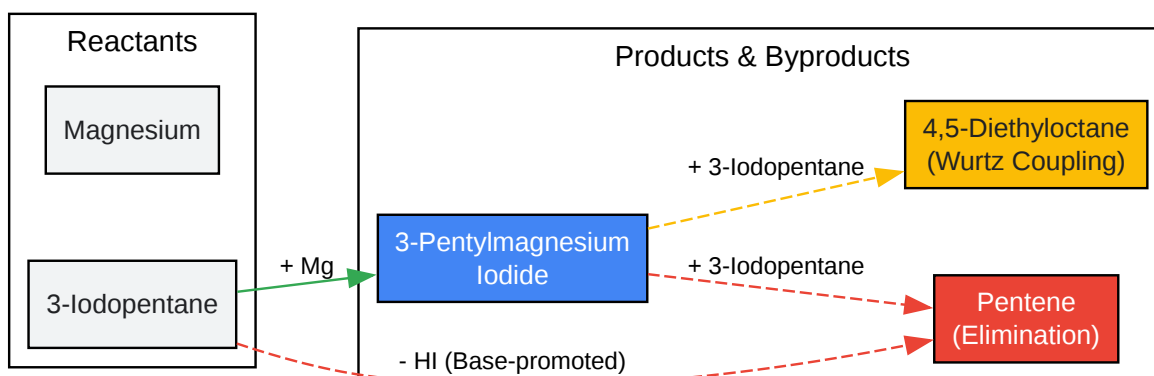 Reactants
Magnesium
3-Iodopentane
+ Mg
Products & Byproducts
3-Pentylmagnesium
Iodide
+ 3-Iodopentane
4,5-Diethyloctane
(Wurtz Coupling)
+ 3-Iodopentane
Pentene
(Elimination)
- HI (Base-promoted)